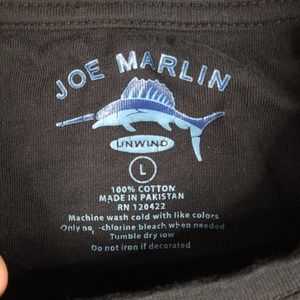 JOE MARLIN
UNWIND
L
100% COTTON
MADE IN PAKISTAN
RN 120422
Machine wash cold with like colors
Only no -chlorine bleach when needed
Tumble dry low
Do not iron if decorated